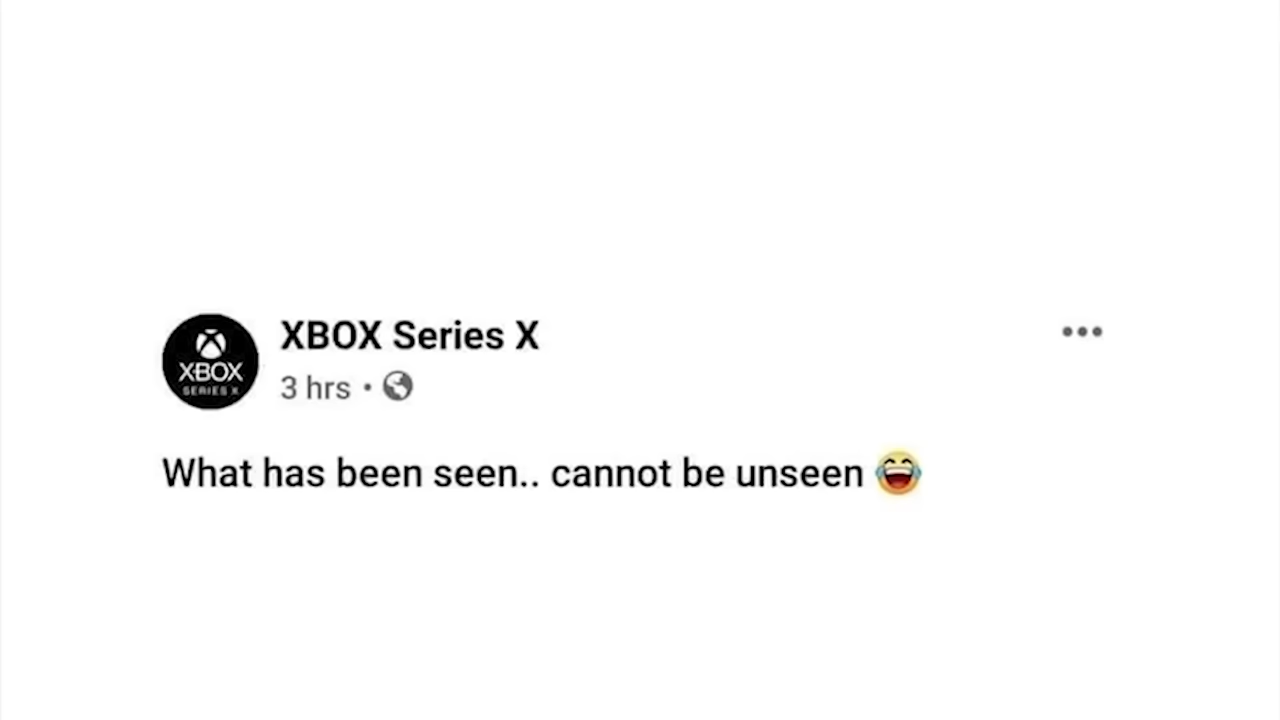 XBOX
SERIES X
XBOX Series X
3 hrs •
What has been seen.. cannot be unseen 😂